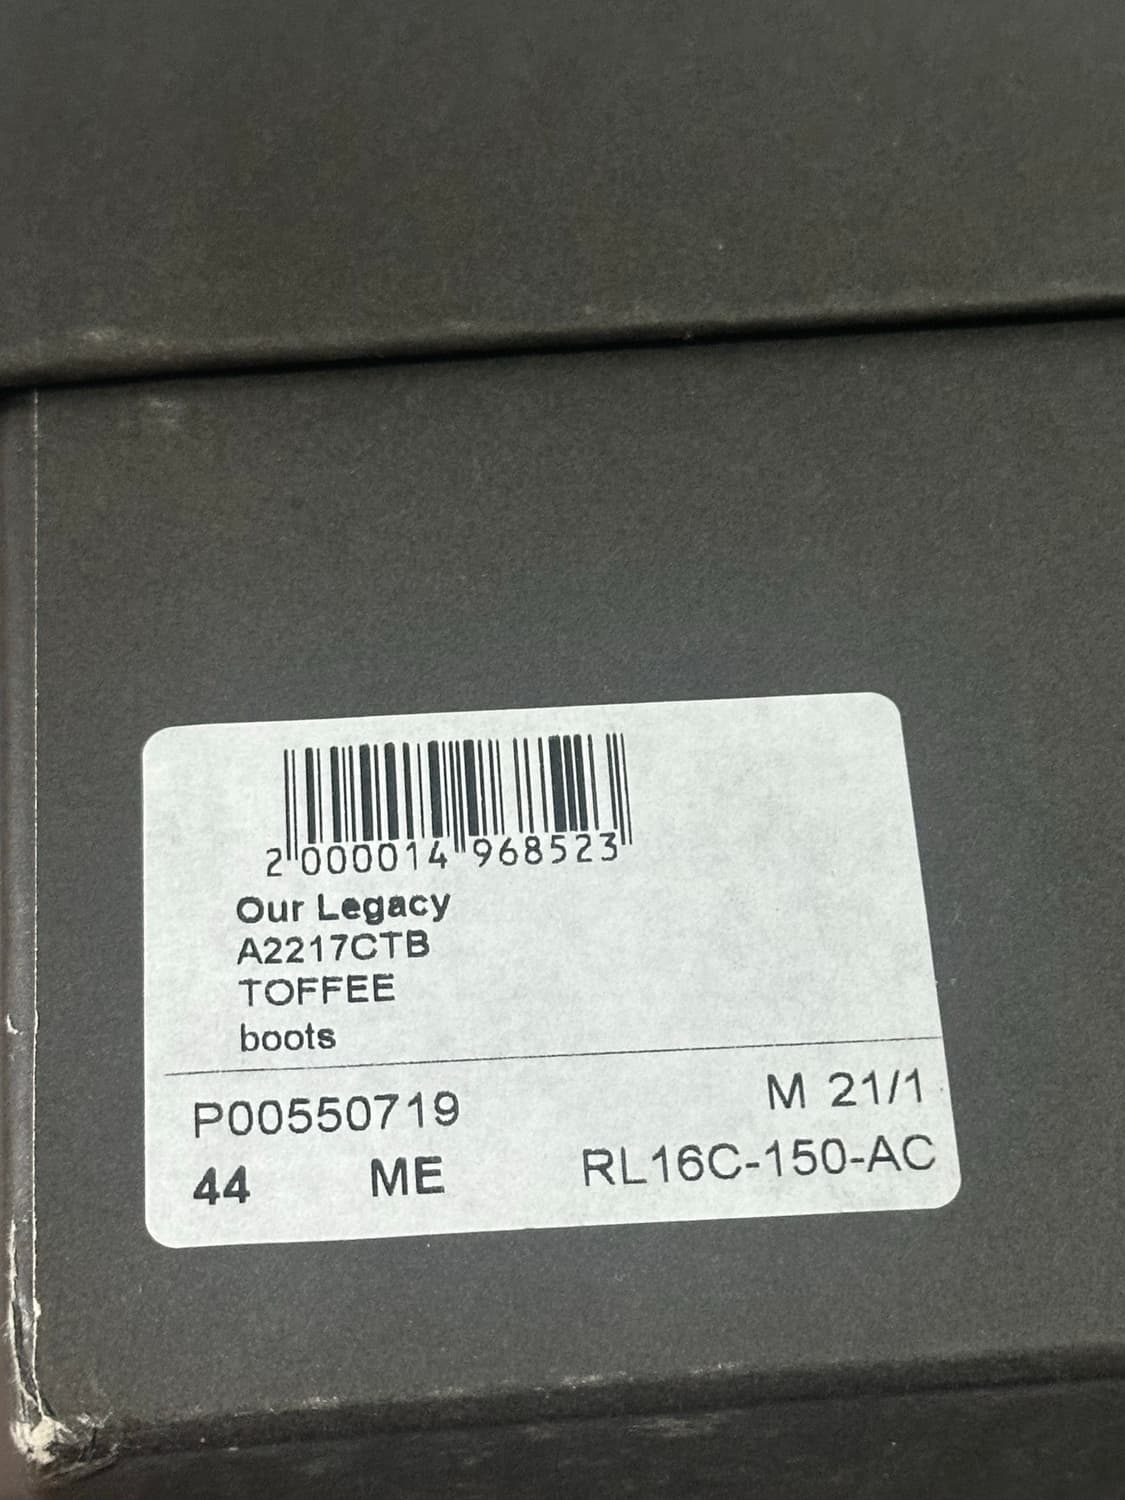 2 000014 968523
Our Legacy
A2217CTB
TOFFEE
boots
P00550719 M 21/1
44 ME RL16C-150-AC